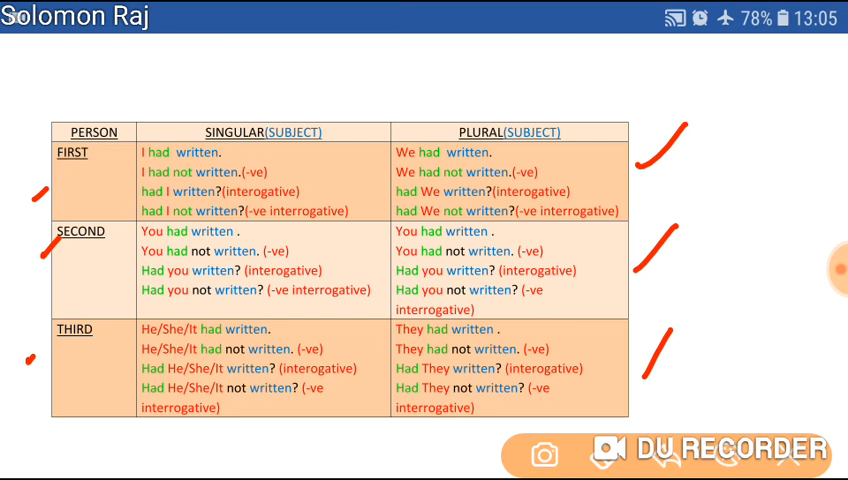 Solomon Raj
78% 13:05
PERSON SINGULAR(SUBJECT) PLURAL(SUBJECT)
FIRST
I had written.
I had not written.(-ve)
had I written?(interogative)
had I not written?(-ve interrogative)
We had written.
We had not written.(-ve)
had We written?(interogative)
had We not written?(-ve interrogative)
SECOND
You had written .
You had not written. (-ve)
Had you written? (interogative)
Had you not written? (-ve interrogative)
You had written .
You had not written. (-ve)
Had you written? (interogative)
Had you not written? (-ve
interrogative)
THIRD
He/She/It had written.
He/She/It had not written. (-ve)
Had He/She/It written? (interogative)
Had He/She/It not written? (-ve
interrogative)
They had written .
They had not written. (-ve)
Had They written? (interogative)
Had They not written? (-ve
interrogative)
DU RECORDER